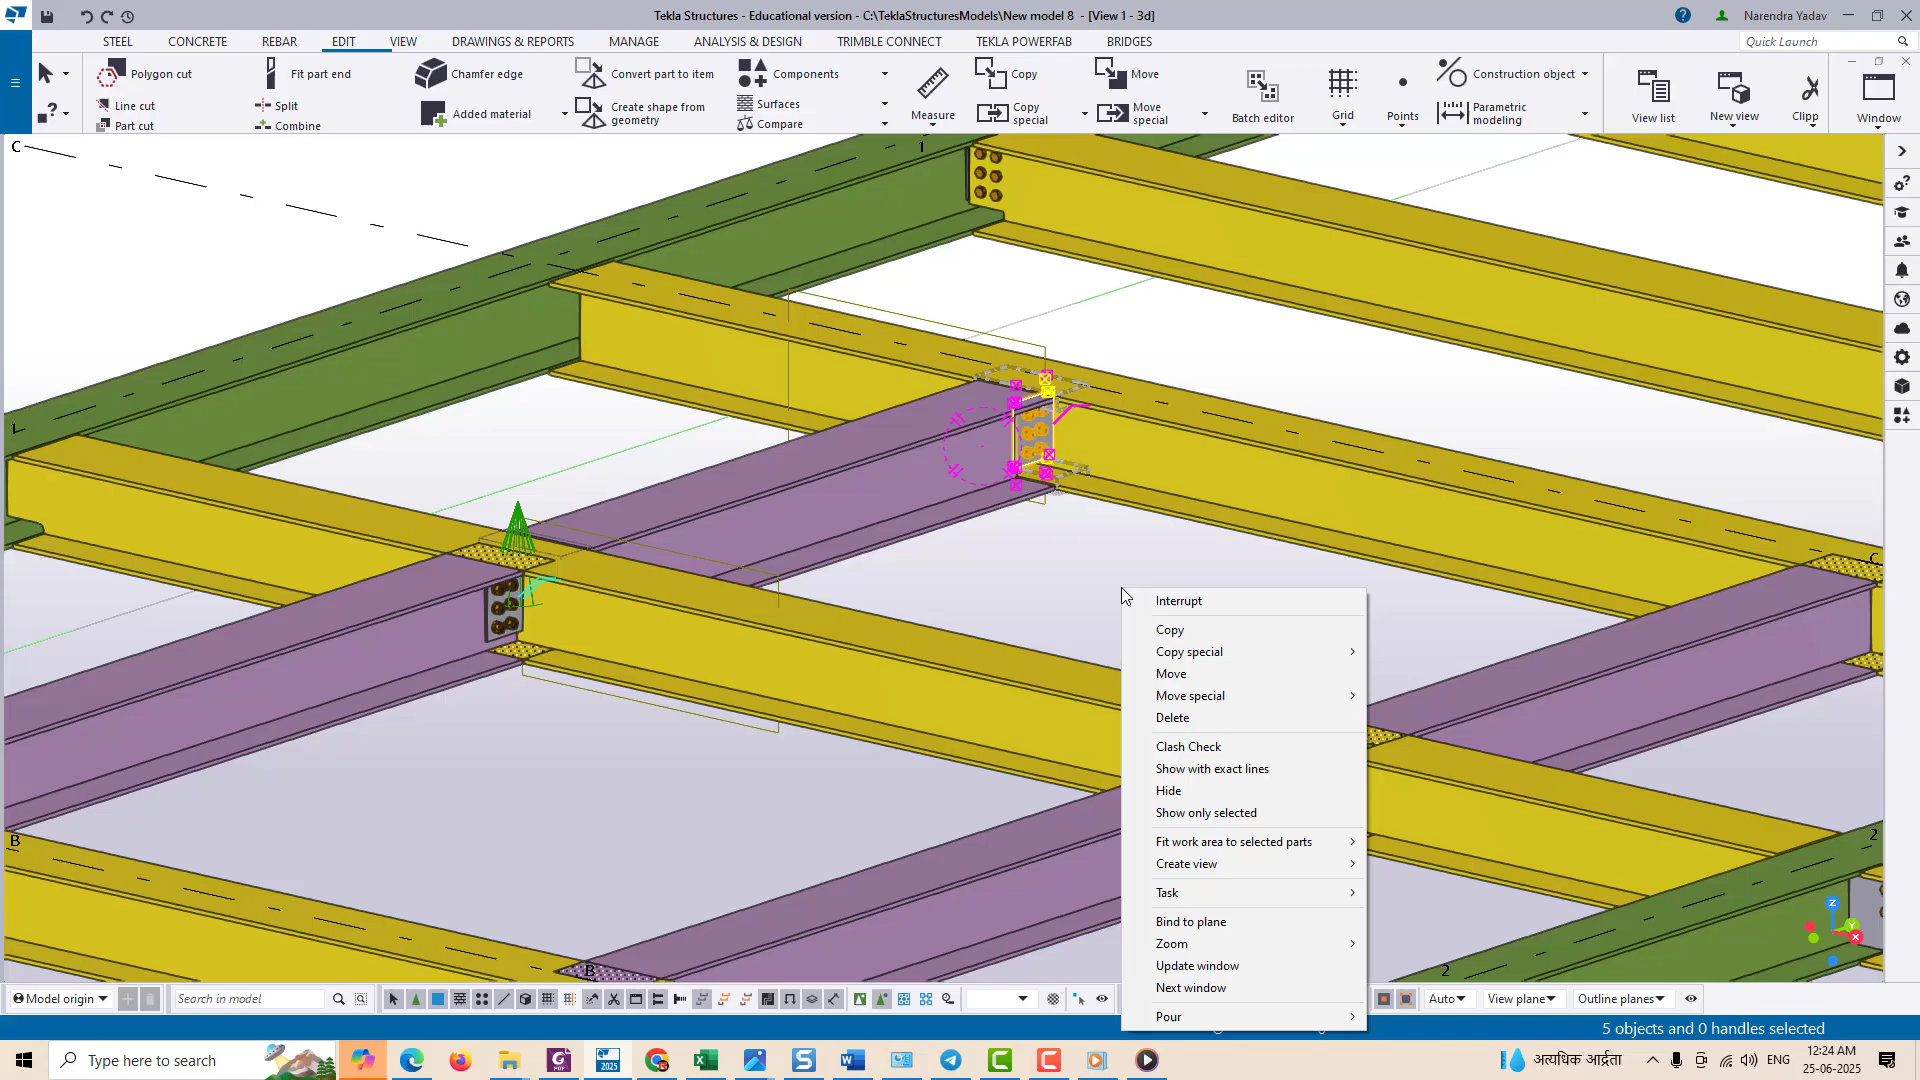 Tekla Structures - Educational version - C:\TeklaStructuresModels\New model 8 - [View 1 - 3d]
Narendra Yadav
STEEL CONCRETE REBAR EDIT VIEW DRAWINGS & REPORTS MANAGE ANALYSIS & DESIGN TRIMBLE CONNECT TEKLA POWERFAB BRIDGES
Quick Launch
Polygon cut
Line cut
Part cut
Fit part end
Split
Combine
Chamfer edge
Added material
Convert part to item
Create shape from
geometry
Components
Surfaces
Compare
Measure
Copy
Copy
special
Move
Move
special
Batch editor
Grid
Points
Construction object
Parametric
modeling
View list
New view
Clipp
Window
C
1
1
C
B
2
B
2
Z
Y
X
Interrupt
Copy
Copy special
Move
Move special
Delete
Clash Check
Show with exact lines
Hide
Show only selected
Fit work area to selected parts
Create view
Task
Bind to plane
Zoom
Update window
Next window
Pour
Model origin
Search in model
Auto
View plane
Outline planes
5 objects and 0 handles selected
Type here to search
2025
अत्यधिक आर्द्रता
ENG
12:24 AM
25-06-2025